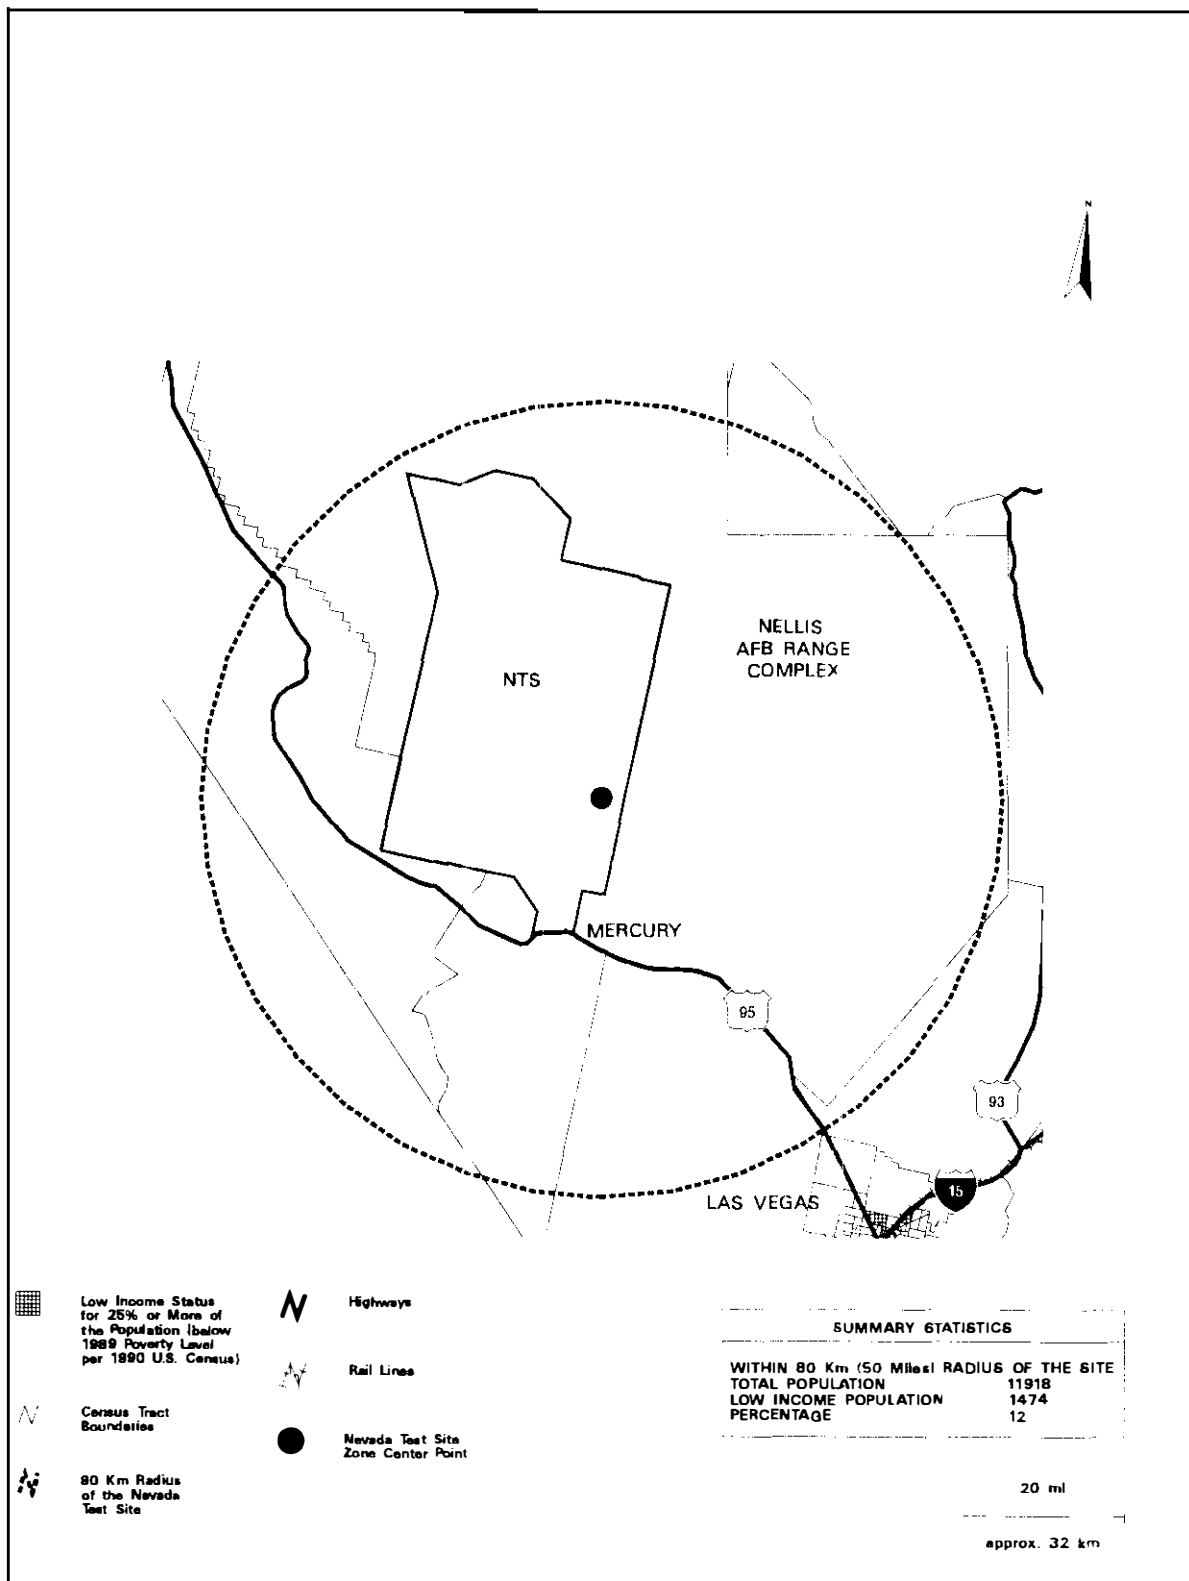 N
NELLIS
AFB RANGE
COMPLEX
NTS
MERCURY
95
93
LAS VEGAS
15
Low Income Status
for 25% or More of
the Population (below
1989 Poverty Level
per 1990 U.S. Census)
Census Tract
Boundaries
80 Km Radius
of the Nevada
Test Site
Highways
Rail Lines
Nevada Test Site
Zone Center Point
SUMMARY STATISTICS
WITHIN 80 Km (50 Miles) RADIUS OF THE SITE
TOTAL POPULATION 11918
LOW INCOME POPULATION 1474
PERCENTAGE 12
20 mi
approx. 32 km